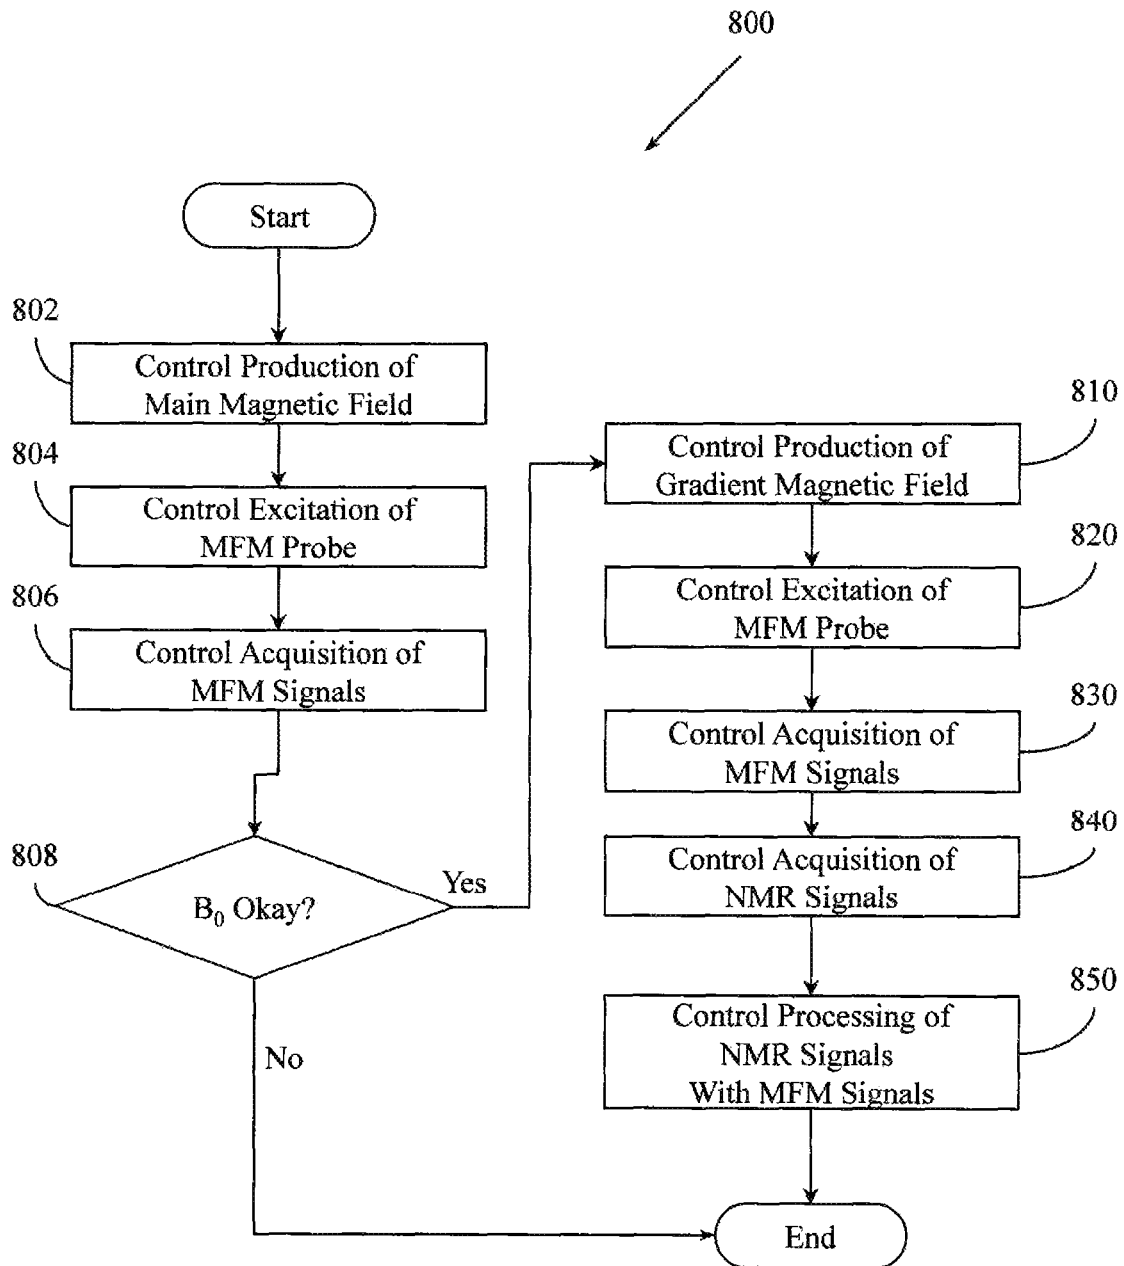 800
Start
802
Control Production of
Main Magnetic Field
804
Control Excitation of
MFM Probe
806
Control Acquisition of
MFM Signals
808
B₀ Okay?
Yes
No
810
Control Production of
Gradient Magnetic Field
820
Control Excitation of
MFM Probe
830
Control Acquisition of
MFM Signals
840
Control Acquisition of
NMR Signals
850
Control Processing of
NMR Signals
With MFM Signals
End